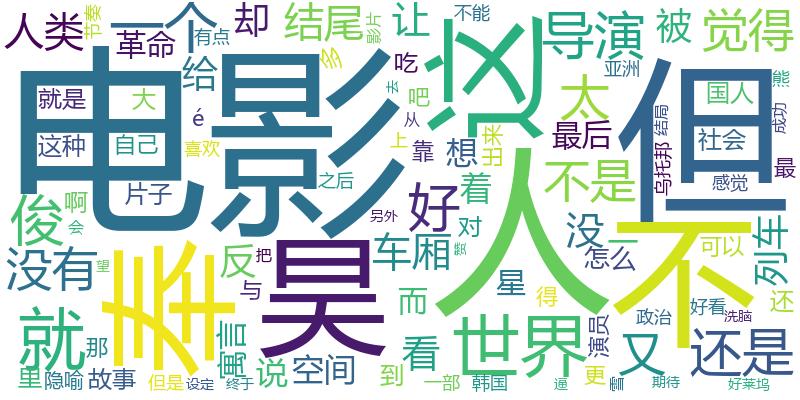 人类
节奏
一个
革命
有点
却
结尾
影片
多
让
不能
导演
被
觉得
给
吃
亚洲
电影
这
但
太
国人
熊
就是
大
é
去
吧
从
成功
这种
自己
喜欢
上
靠
想
出来
最后
乌托邦
结局
社会
最
片子
之后
不是
感觉
俊
啊
会
另外
好
着
对
没
一
人
不
列车
没有
望
奉
反
把
昊
车厢
与
星
怎么
可以
得
还
就
那
寓言
而
看
世界
演员
政治
好看
洗脑
又
还是
里
隐喻
故事
但是
设定
终于
说
空间
到
一部
韩国
逼
更
期待
好莱坞